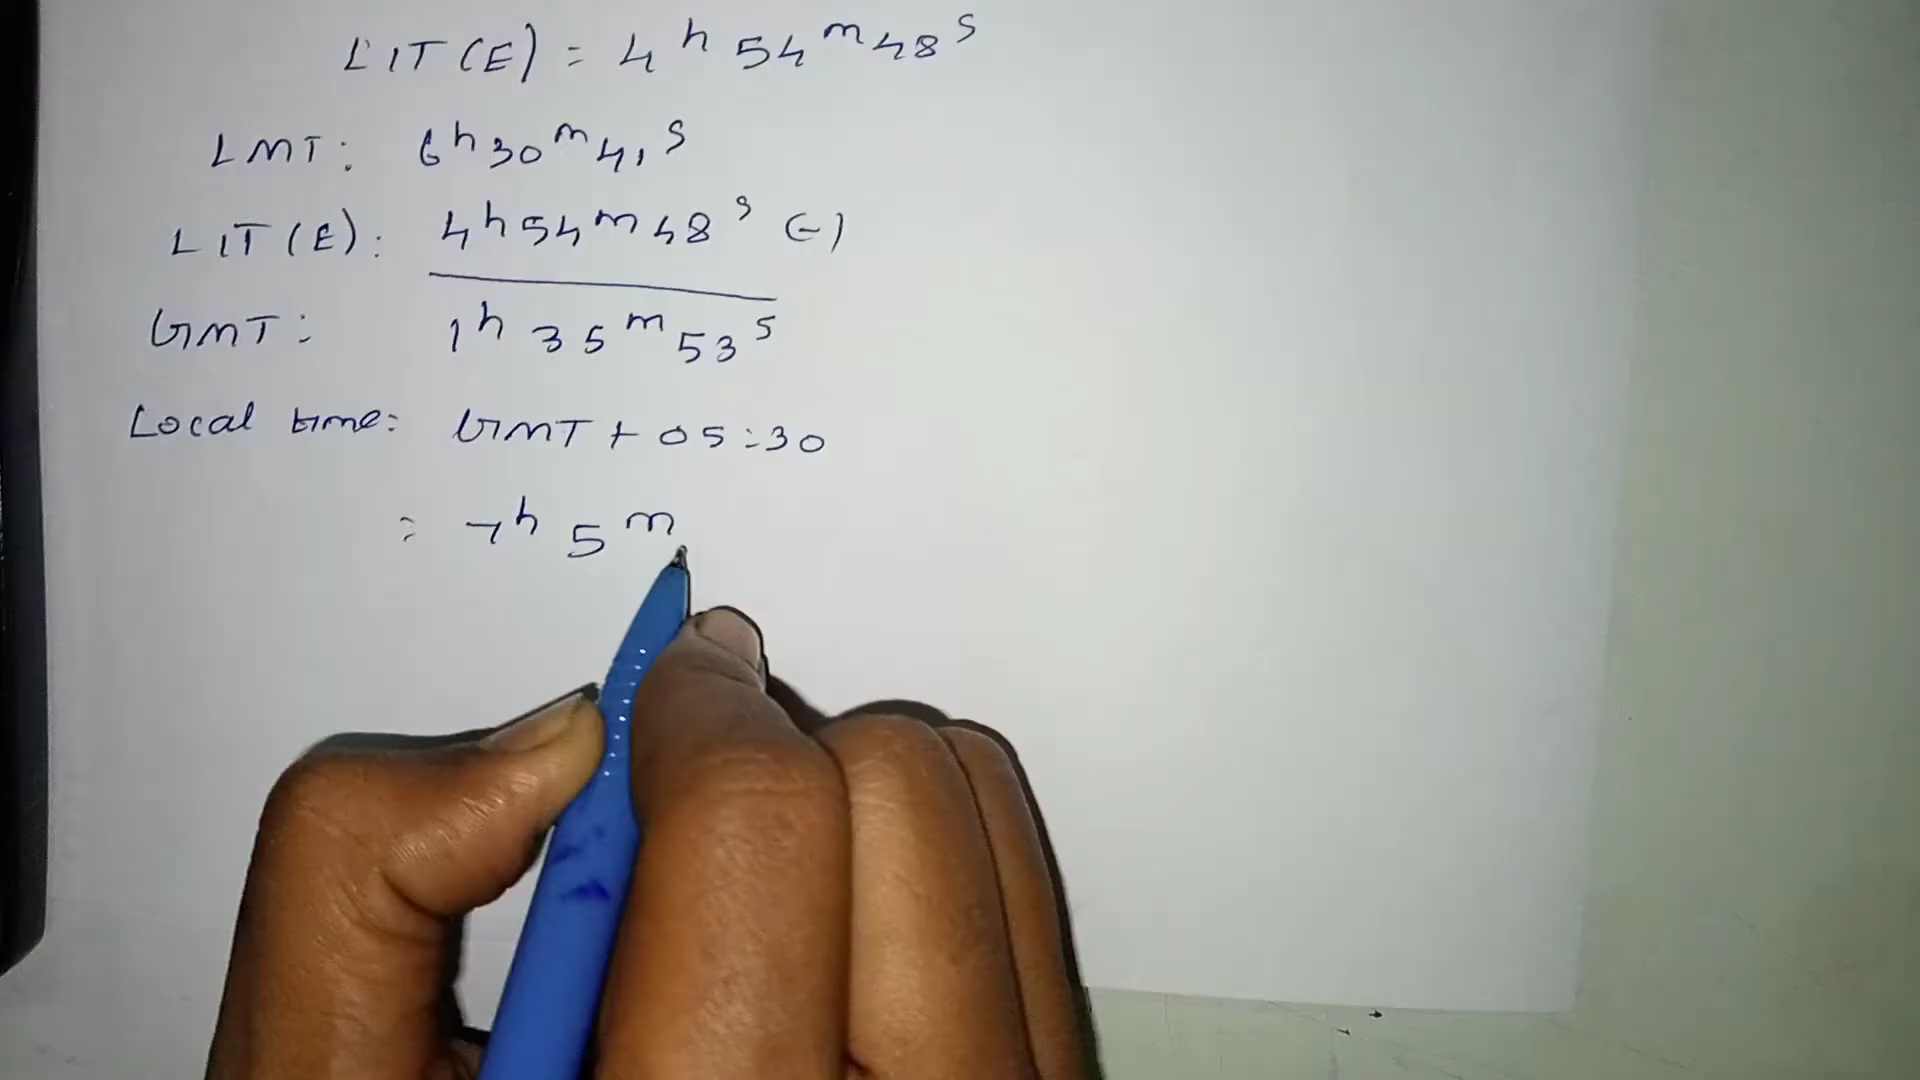 LIT(E) = 4h 54m 48s
LMT: 6h 30m 41s
LIT(E): 4h 54m 48s (-)
GMT: 1h 35m 53s
Local time: GMT + 05:30
= 7h 5m